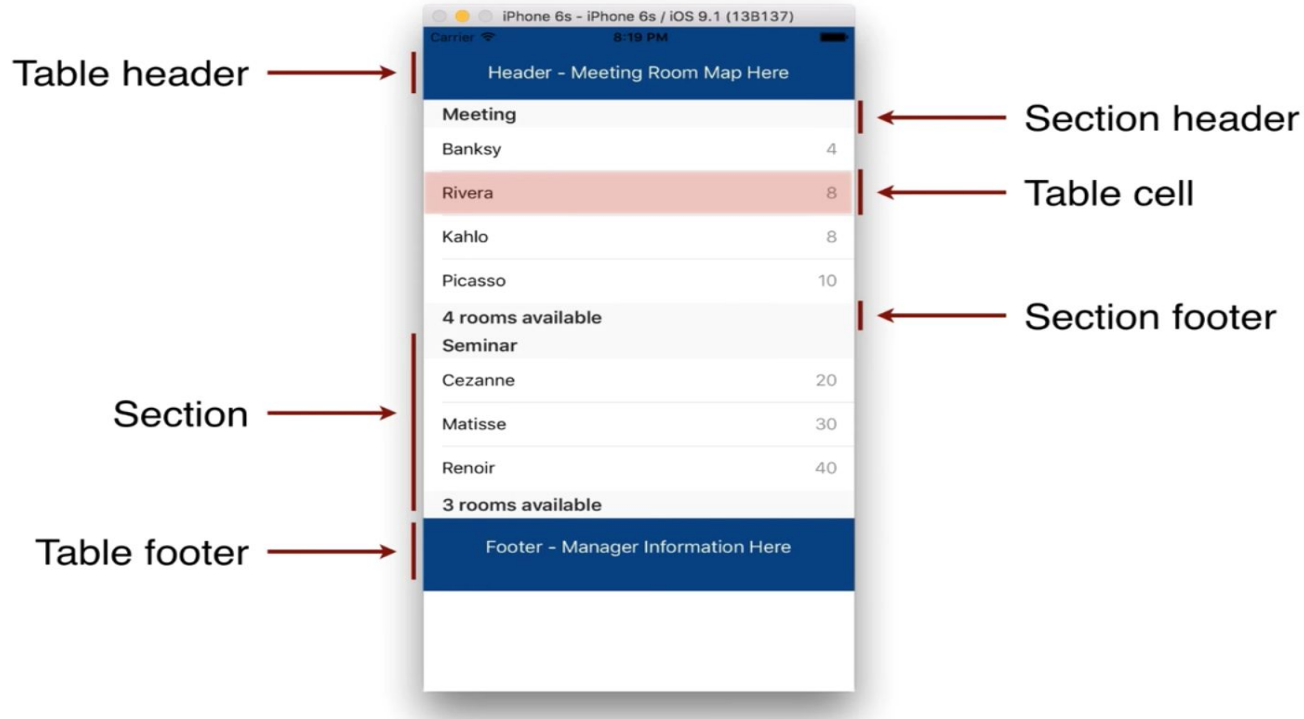 iPhone 6s - iPhone 6s / iOS 9.1 (13B137)
Carrier 8:19 PM
Table header
Header - Meeting Room Map Here
Meeting
Section header
Banksy 4
Rivera 8
Table cell
Kahlo 8
Picasso 10
4 rooms available
Section footer
Seminar
Cezanne 20
Section
Matisse 30
Renoir 40
3 rooms available
Table footer
Footer - Manager Information Here